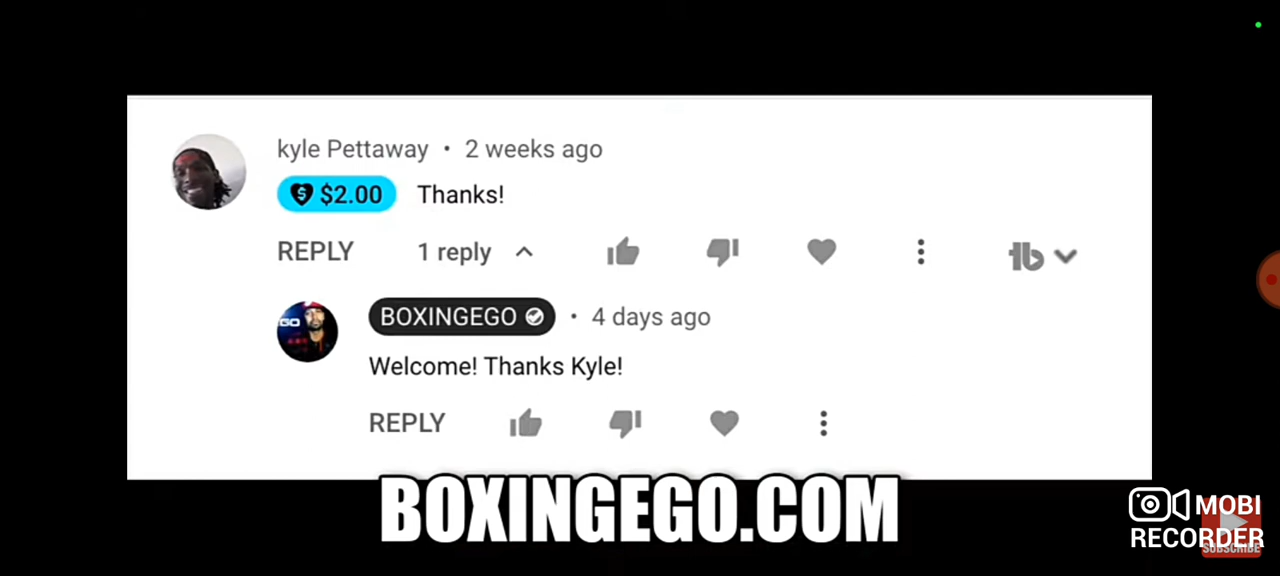 kyle Pettaway • 2 weeks ago
$2.00 Thanks!
REPLY 1 reply
BOXINGEGO • 4 days ago
Welcome! Thanks Kyle!
REPLY
BOXINGEGO.COM
MOBI
RECORDER
SUBSCRIBE